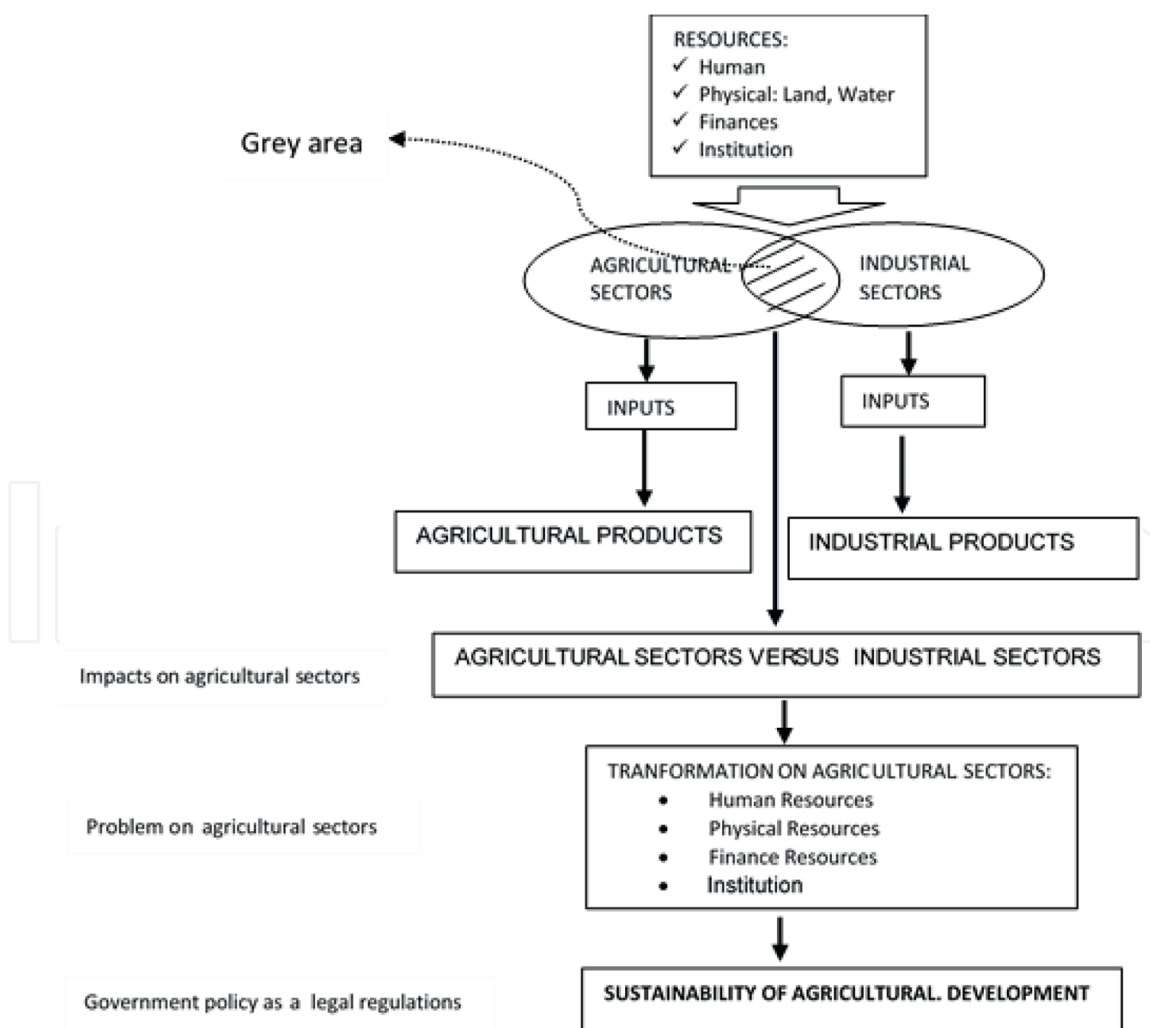 RESOURCES:
✓ Human
✓ Physical: Land, Water
✓ Finances
✓ Institution
Grey area
AGRICULTURAL
SECTORS
INDUSTRIAL
SECTORS
INPUTS
INPUTS
AGRICULTURAL PRODUCTS
INDUSTRIAL PRODUCTS
AGRICULTURAL SECTORS VERSUS INDUSTRIAL SECTORS
Impacts on agricultural sectors
TRANFORMATION ON AGRICULTURAL SECTORS:
• Human Resources
• Physical Resources
• Finance Resources
• Institution
Problem on agricultural sectors
SUSTAINABILITY OF AGRICULTURAL. DEVELOPMENT
Government policy as a legal regulations